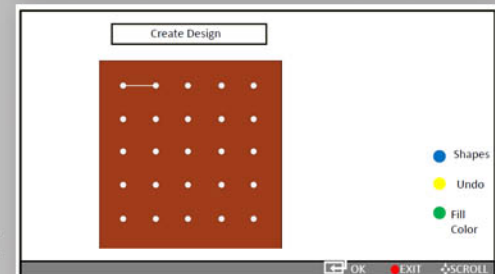 Create Design
Shapes
Undo
Fill
Color
OK EXIT SCROLL